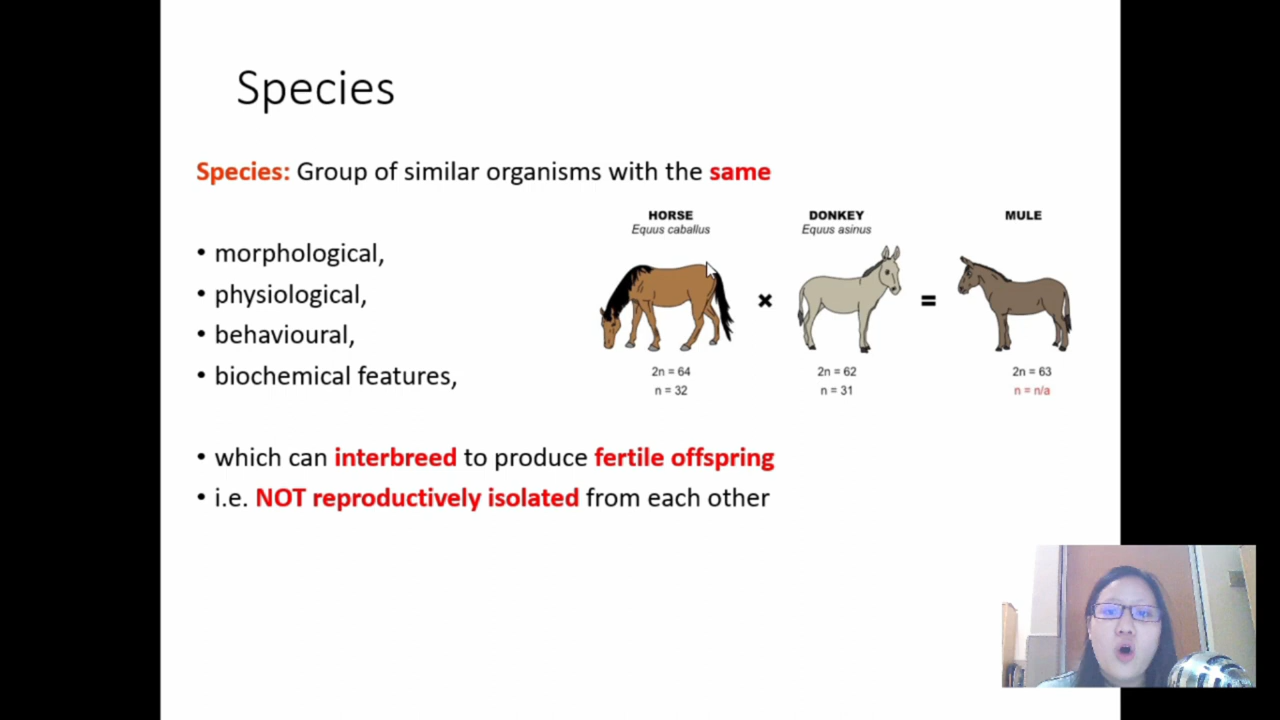 Species
Species: Group of similar organisms with the same
• morphological,
• physiological,
• behavioural,
• biochemical features,
HORSE
Equus caballus
2n = 64
n = 32
×
DONKEY
Equus asinus
2n = 62
n = 31
=
MULE
2n = 63
n = n/a
• which can interbreed to produce fertile offspring
• i.e. NOT reproductively isolated from each other